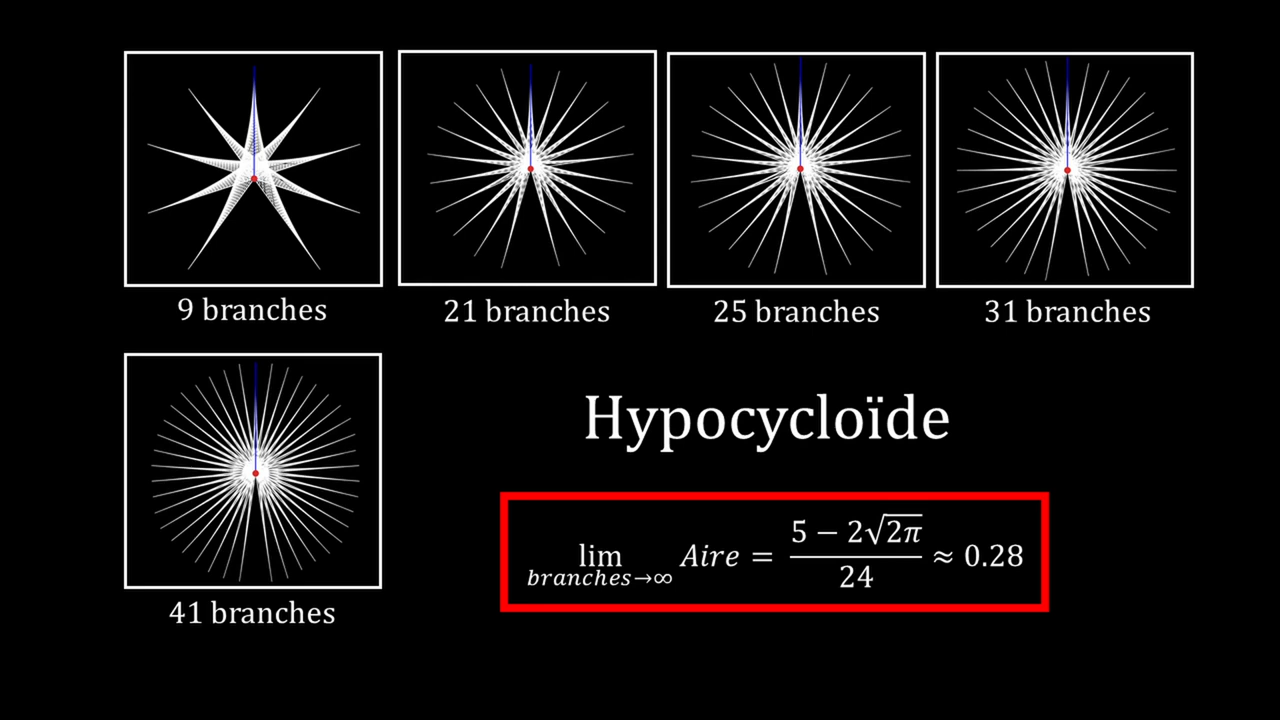 9 branches
21 branches
25 branches
31 branches
41 branches
Hypocycloïde
lim Aire = (5 − 2√(2π))/24 ≈ 0.28
branches→∞